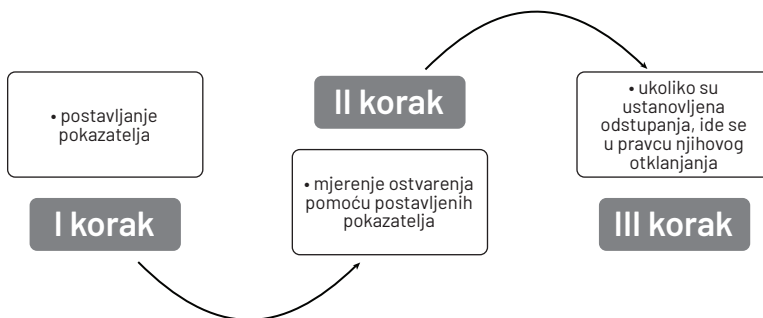 • postavljanje
pokazatelja
I korak
II korak
• mjerenje ostvarenja
pomoću postavljenih
pokazatelja
• ukoliko su
ustanovljena
odstupanja, ide se
u pravcu njihovog
otklanjanja
III korak